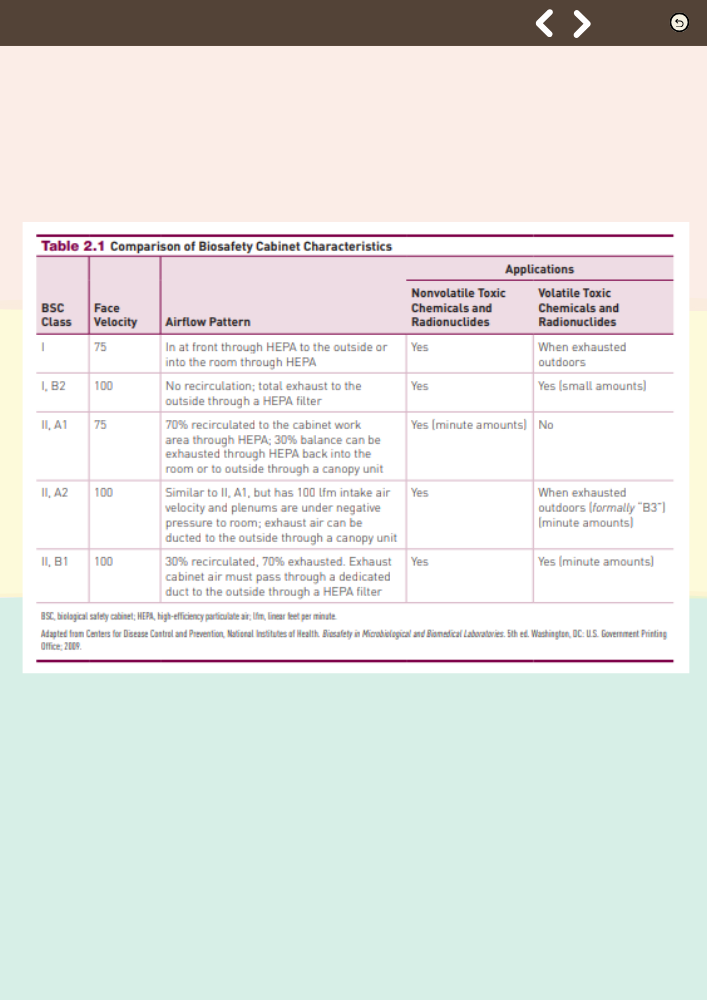 Table 2.1 Comparison of Biosafety Cabinet Characteristics
Applications
BSC
Class
Face
Velocity
Airflow Pattern
Nonvolatile Toxic
Chemicals and
Radionuclides
Volatile Toxic
Chemicals and
Radionuclides
I
75
In at front through HEPA to the outside or
into the room through HEPA
Yes
When exhausted
outdoors
I, B2
100
No recirculation; total exhaust to the
outside through a HEPA filter
Yes
Yes (small amounts)
II, A1
75
70% recirculated to the cabinet work
area through HEPA; 30% balance can be
exhausted through HEPA back into the
room or to outside through a canopy unit
Yes (minute amounts)
No
II, A2
100
Similar to II, A1, but has 100 lfm intake air
velocity and plenums are under negative
pressure to room; exhaust air can be
ducted to the outside through a canopy unit
Yes
When exhausted
outdoors (formally "B3")
(minute amounts)
II, B1
100
30% recirculated, 70% exhausted. Exhaust
cabinet air must pass through a dedicated
duct to the outside through a HEPA filter
Yes
Yes (minute amounts)
BSC, biological safety cabinet; HEPA, high-efficiency particulate air; lfm, linear feet per minute.
Adapted from Centers for Disease Control and Prevention, National Institutes of Health. Biosafety in Microbiological and Biomedical Laboratories. 5th ed. Washington, DC: U.S. Government Printing
Office; 2009.